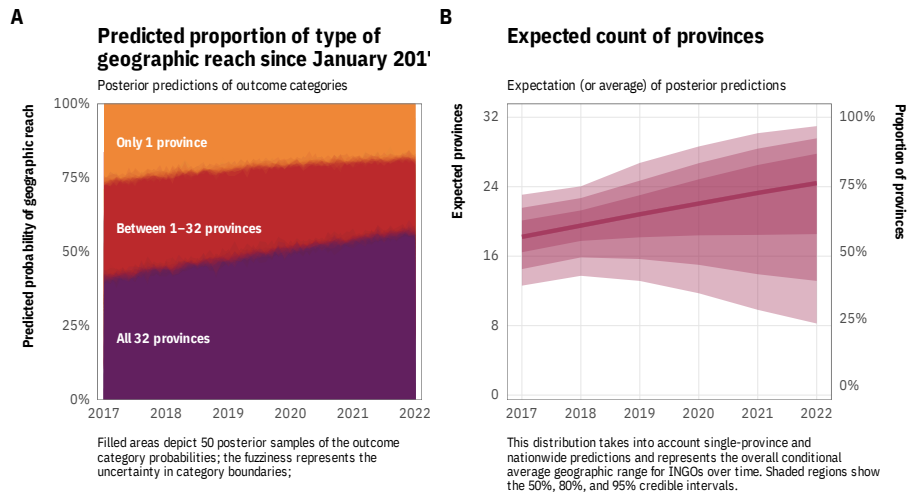 A
Predicted proportion of type of
geographic reach since January 201'
Posterior predictions of outcome categories
Predicted probability of geographic reach
100%
75%
50%
25%
0%
Only 1 province
Between 1–32 provinces
All 32 provinces
2017 2018 2019 2020 2021 2022
Filled areas depict 50 posterior samples of the outcome
category probabilities; the fuzziness represents the
uncertainty in category boundaries;
B
Expected count of provinces
Expectation (or average) of posterior predictions
Expected provinces
32
24
16
8
0
100%
75%
50%
25%
0%
Proportion of provinces
2017 2018 2019 2020 2021 2022
This distribution takes into account single-province and
nationwide predictions and represents the overall conditional
average geographic range for INGOs over time. Shaded regions show
the 50%, 80%, and 95% credible intervals.